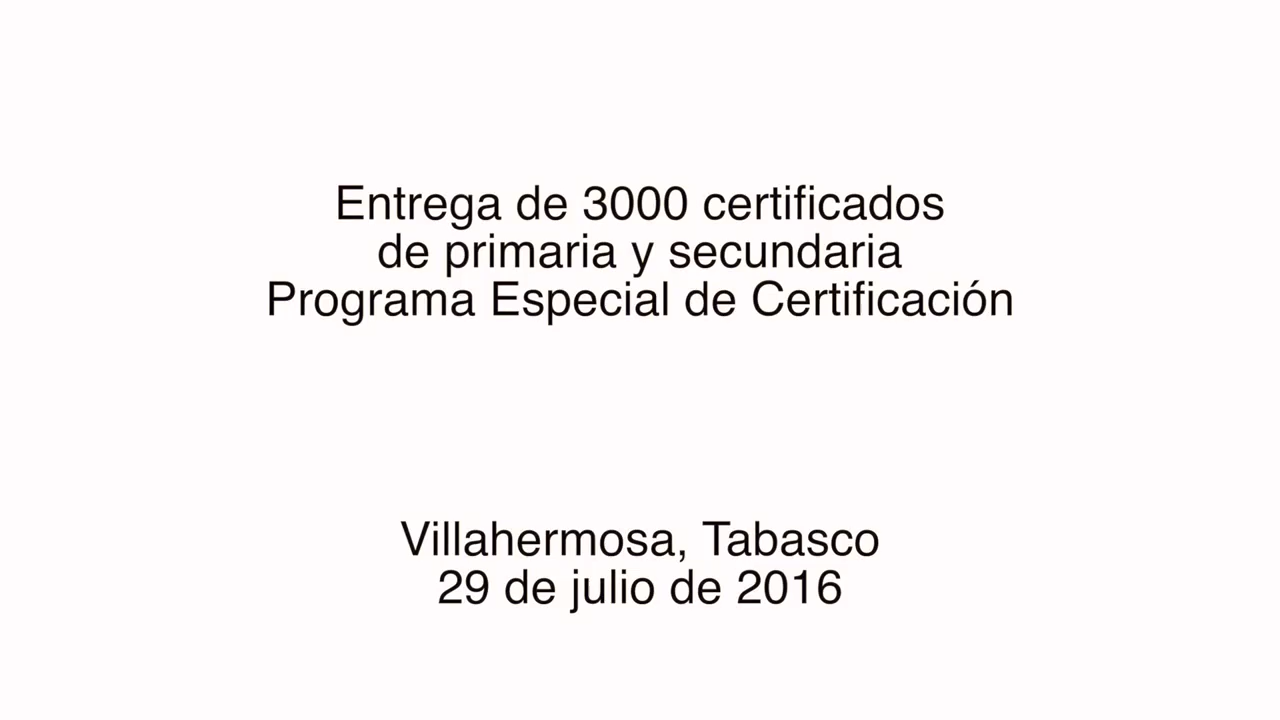 Entrega de 3000 certificados
de primaria y secundaria
Programa Especial de Certificación
Villahermosa, Tabasco
29 de julio de 2016